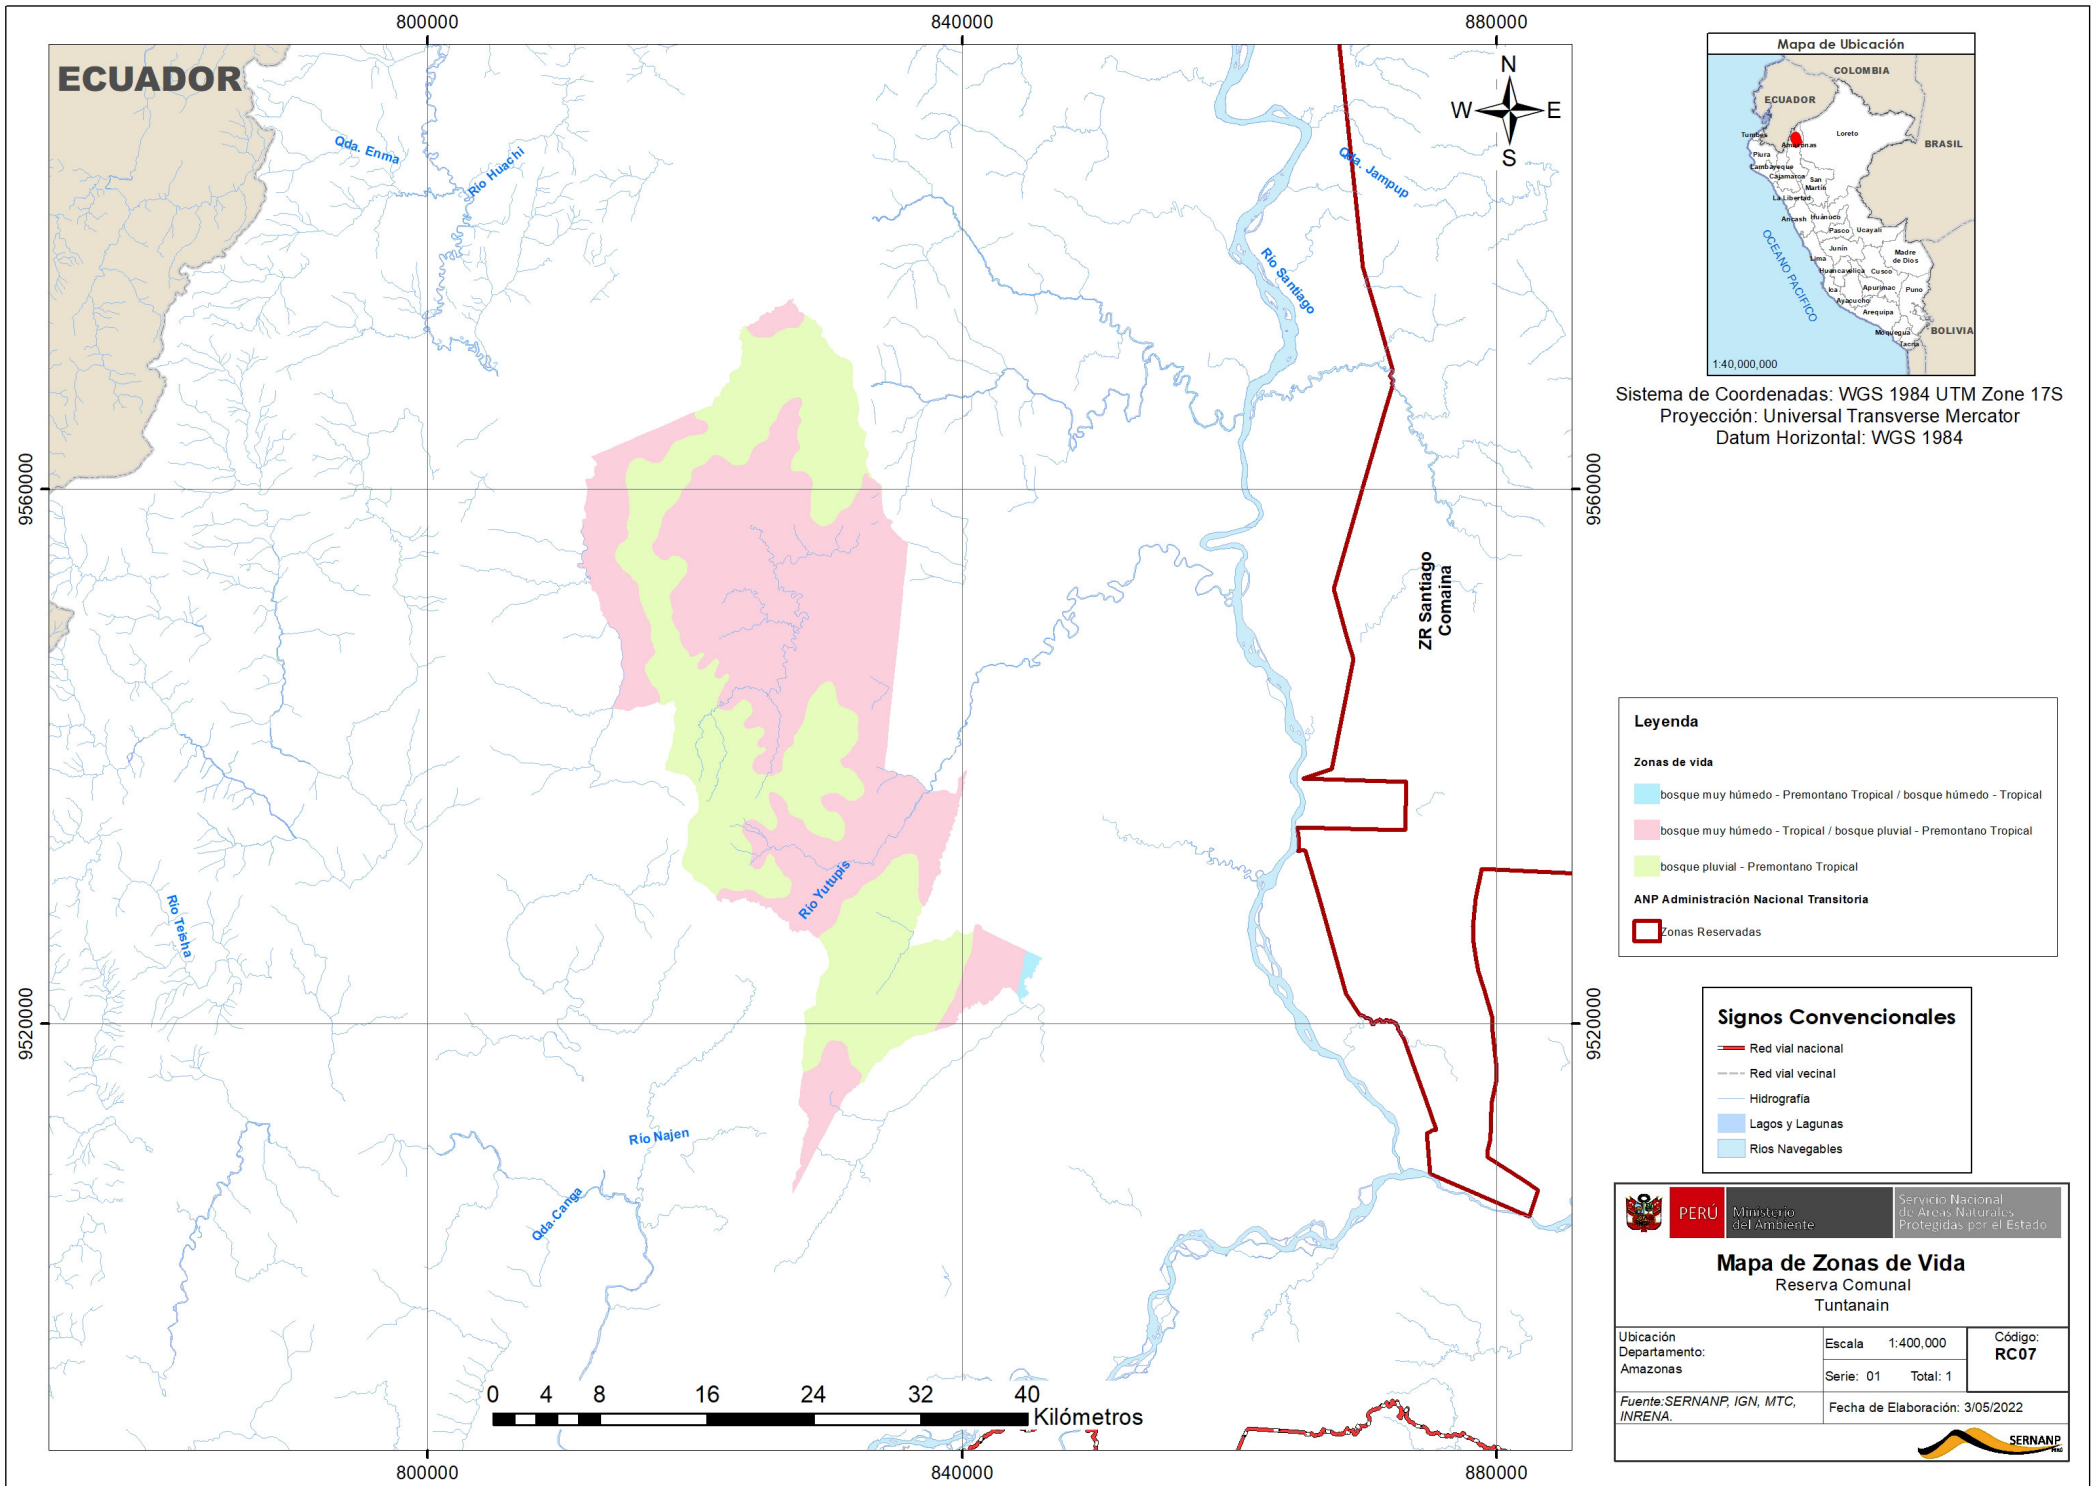 800000
840000
880000
ECUADOR
Qda. Enma
Río Huachi
N
W
E
S
Qda. Jampup
Río Santiago
9560000
9560000
ZR Santiago
Comaina
Río Yutupis
Río Teisha
9520000
9520000
Río Najen
Qda.Canga
0
4
8
16
24
32
40
Kilómetros
800000
840000
880000
Mapa de Ubicación
COLOMBIA
ECUADOR
Tumbes
Loreto
Amazonas
BRASIL
Piura
Lambayeque
Cajamarca
San
Martín
La Libertad
Ancash
Huánuco
Pasco
Ucayali
Junín
Madre
de Dios
Lima
Huancavelica
Cusco
OCEANO PACIFICO
Ica
Apurimac
Puno
Ayacucho
Arequipa
Moquegua
BOLIVIA
Tacna
1:40,000,000
Sistema de Coordenadas: WGS 1984 UTM Zone 17S
Proyección: Universal Transverse Mercator
Datum Horizontal: WGS 1984
Leyenda
Zonas de vida
bosque muy húmedo - Premontano Tropical / bosque húmedo - Tropical
bosque muy húmedo - Tropical / bosque pluvial - Premontano Tropical
bosque pluvial - Premontano Tropical
ANP Administración Nacional Transitoria
Zonas Reservadas
Signos Convencionales
Red vial nacional
Red vial vecinal
Hidrografía
Lagos y Lagunas
Rios Navegables
PERÚ
Ministerio
del Ambiente
Servicio Nacional
de Áreas Naturales
Protegidas por el Estado
Mapa de Zonas de Vida
Reserva Comunal
Tuntanain
Ubicación
Departamento:
Amazonas
Escala 1:400,000
Código:
RC07
Serie: 01 Total: 1
Fuente:SERNANP, IGN, MTC,
INRENA.
Fecha de Elaboración: 3/05/2022
SERNANP
PERÚ